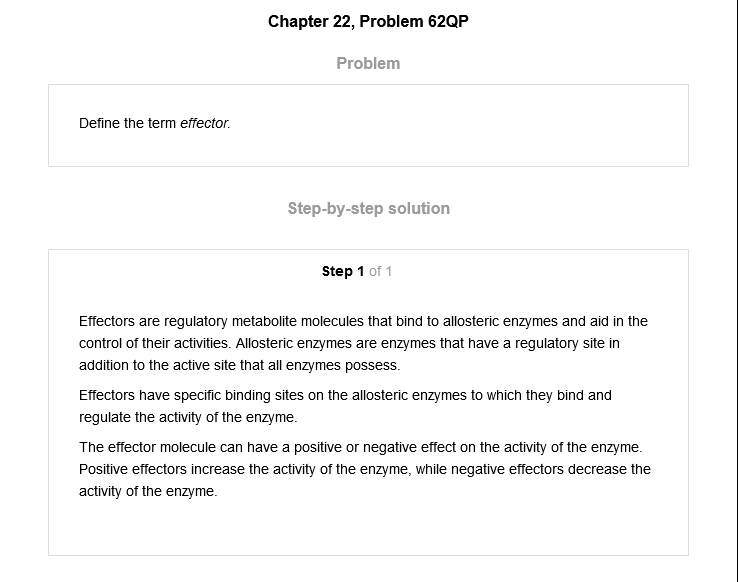 Chapter 22, Problem 62QP
Problem
Define the term effector.
Step-by-step solution
Step 1 of 1
Effectors are regulatory metabolite molecules that bind to allosteric enzymes and aid in the
control of their activities. Allosteric enzymes are enzymes that have a regulatory site in
addition to the active site that all enzymes possess.
Effectors have specific binding sites on the allosteric enzymes to which they bind and
regulate the activity of the enzyme.
The effector molecule can have a positive or negative effect on the activity of the enzyme.
Positive effectors increase the activity of the enzyme, while negative effectors decrease the
activity of the enzyme.